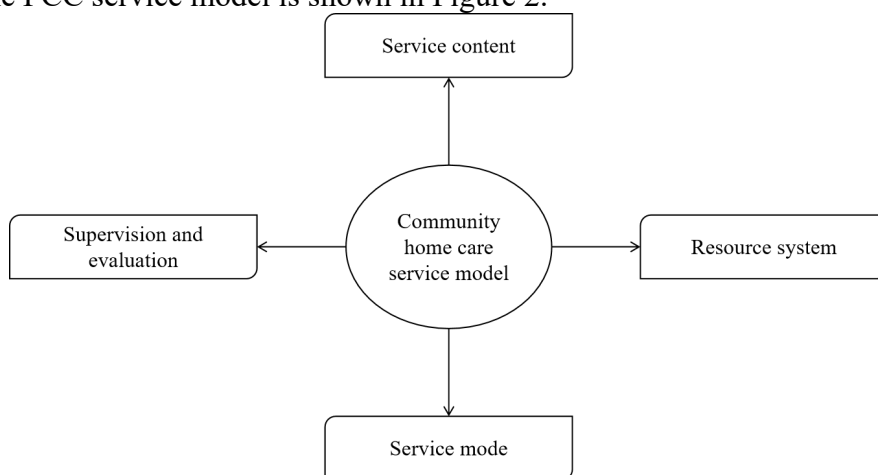 PCC service model is shown in Figure 2.
Service content
Supervision and
evaluation
Community
home care
service model
Resource system
Service mode